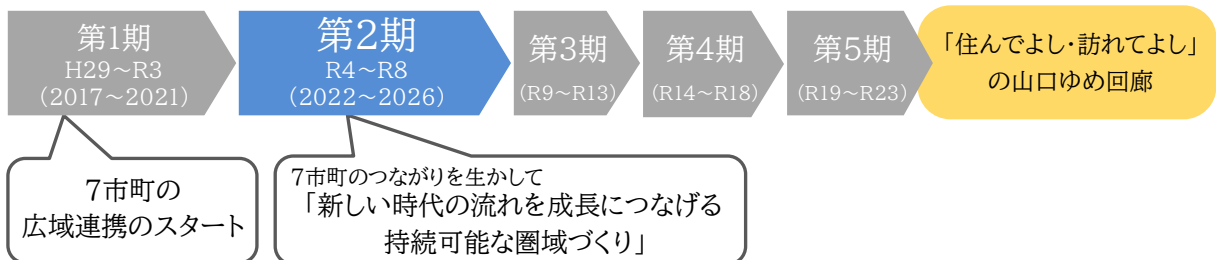 第1期
H29～R3
(2017～2021)
第2期
R4～R8
(2022～2026)
第3期
(R9～R13)
第4期
(R14～R18)
第5期
(R19～R23)
「住んでよし・訪れてよし」
の山口ゆめ回廊
7市町の
広域連携のスタート
7市町のつながりを生かして
「新しい時代の流れを成長につなげる
持続可能な圏域づくり」